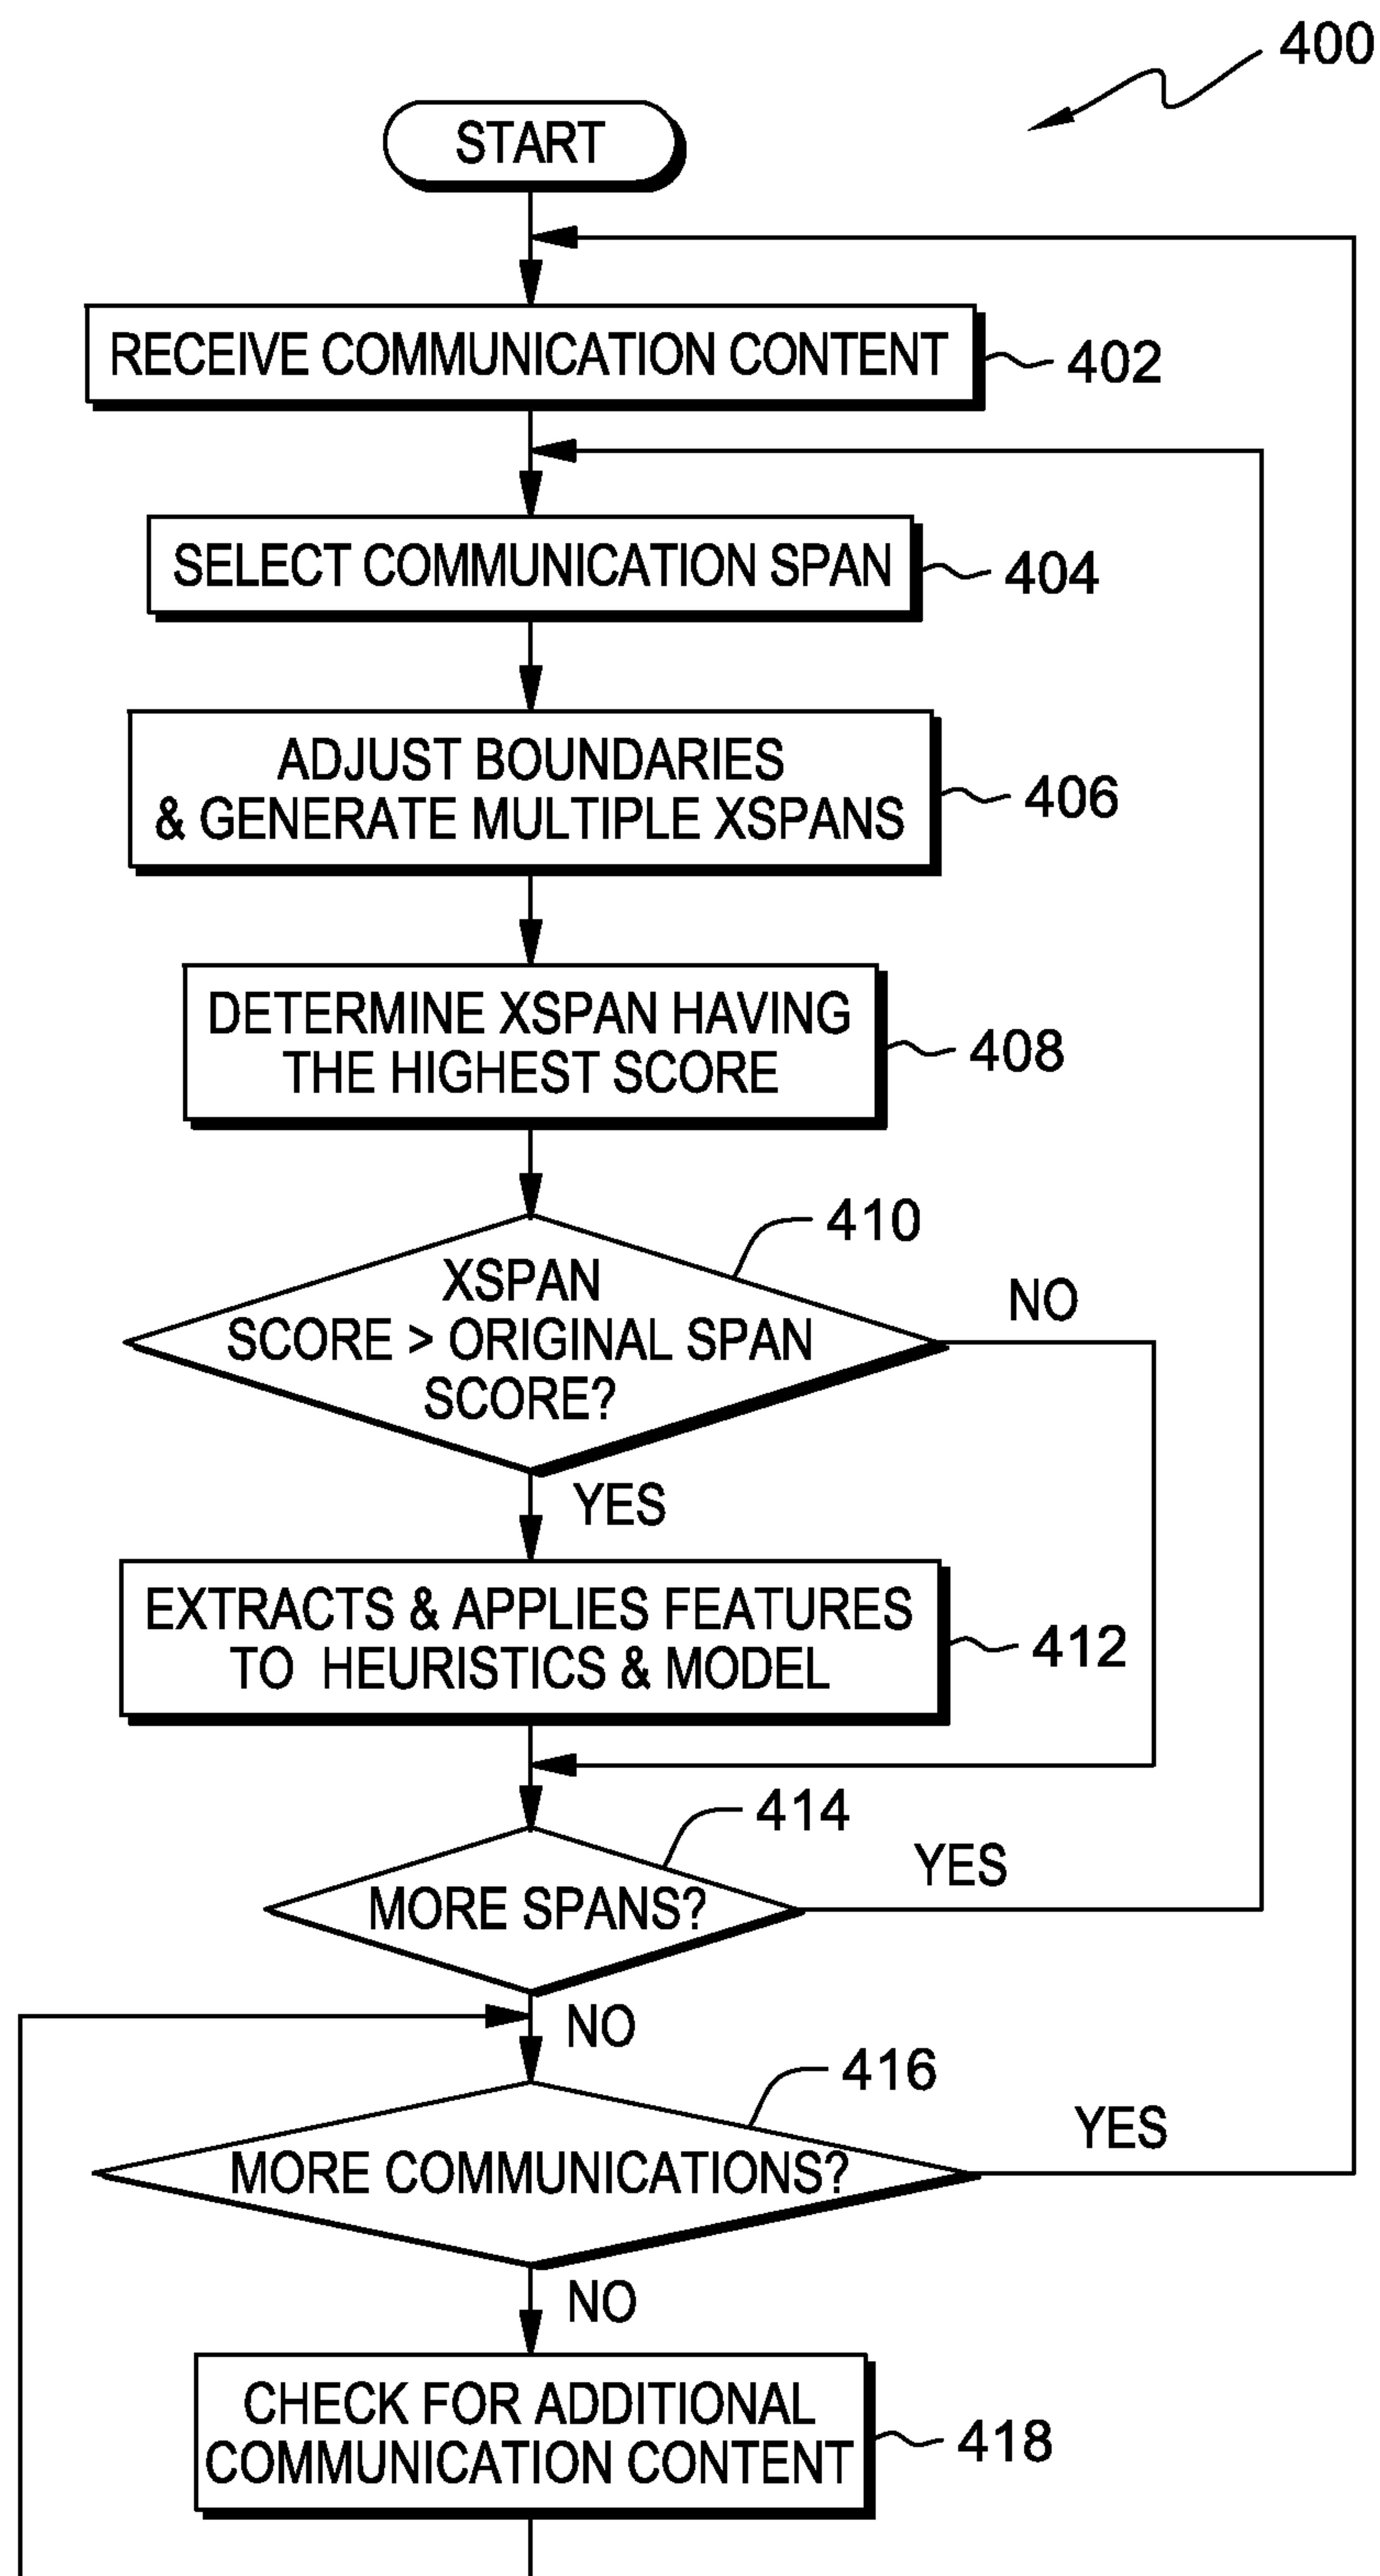 400
START
RECEIVE COMMUNICATION CONTENT
402
SELECT COMMUNICATION SPAN
404
ADJUST BOUNDARIES
& GENERATE MULTIPLE XSPANS
406
DETERMINE XSPAN HAVING
THE HIGHEST SCORE
408
410
XSPAN
SCORE > ORIGINAL SPAN
SCORE?
NO
YES
EXTRACTS & APPLIES FEATURES
TO HEURISTICS & MODEL
412
414
MORE SPANS?
YES
NO
416
MORE COMMUNICATIONS?
YES
NO
CHECK FOR ADDITIONAL
COMMUNICATION CONTENT
418